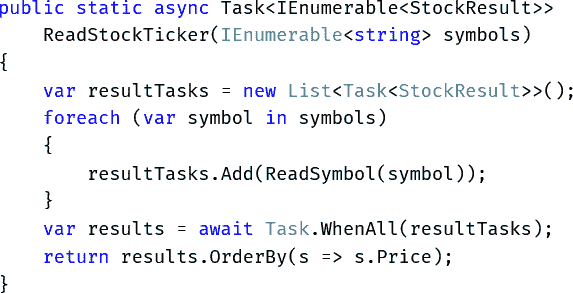 public static async Task<IEnumerable<StockResult>>
    ReadStockTicker(IEnumerable<string> symbols)
{
    var resultTasks = new List<Task<StockResult>>();
    foreach (var symbol in symbols)
    {
        resultTasks.Add(ReadSymbol(symbol));
    }
    var results = await Task.WhenAll(resultTasks);
    return results.OrderBy(s => s.Price);
}